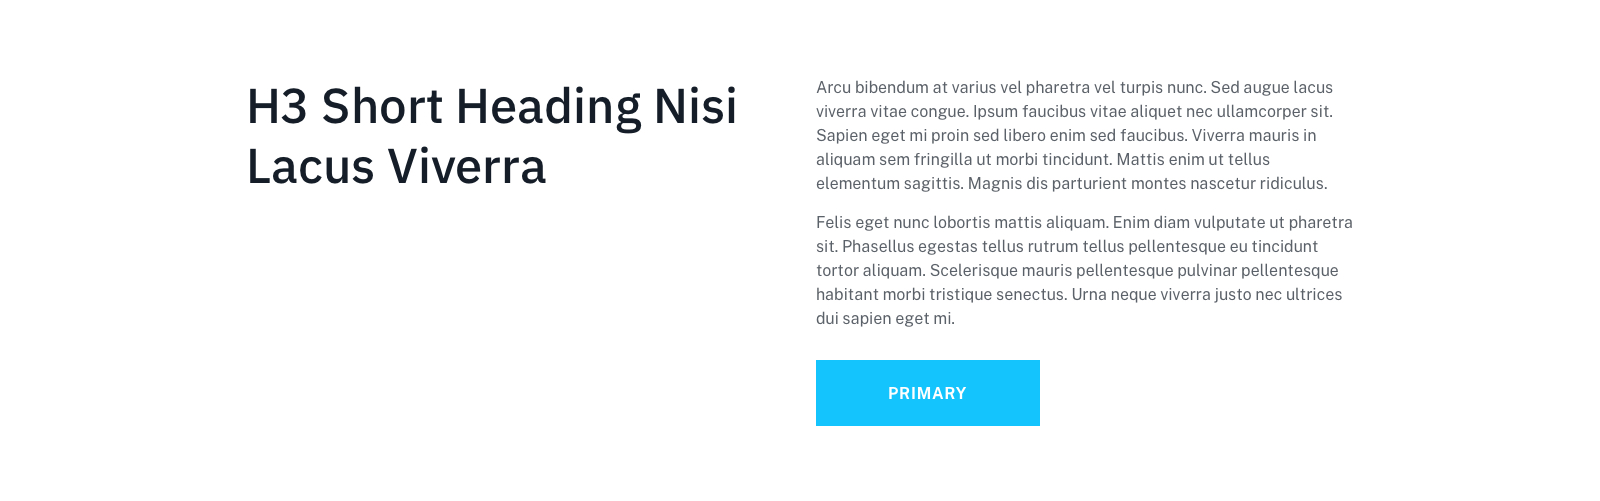 H3 Short Heading Nisi
Lacus Viverra
Arcu bibendum at varius vel pharetra vel turpis nunc. Sed augue lacus
viverra vitae congue. Ipsum faucibus vitae aliquet nec ullamcorper sit.
Sapien eget mi proin sed libero enim sed faucibus. Viverra mauris in
aliquam sem fringilla ut morbi tincidunt. Mattis enim ut tellus
elementum sagittis. Magnis dis parturient montes nascetur ridiculus.
Felis eget nunc lobortis mattis aliquam. Enim diam vulputate ut pharetra
sit. Phasellus egestas tellus rutrum tellus pellentesque eu tincidunt
tortor aliquam. Scelerisque mauris pellentesque pulvinar pellentesque
habitant morbi tristique senectus. Urna neque viverra justo nec ultrices
dui sapien eget mi.
PRIMARY